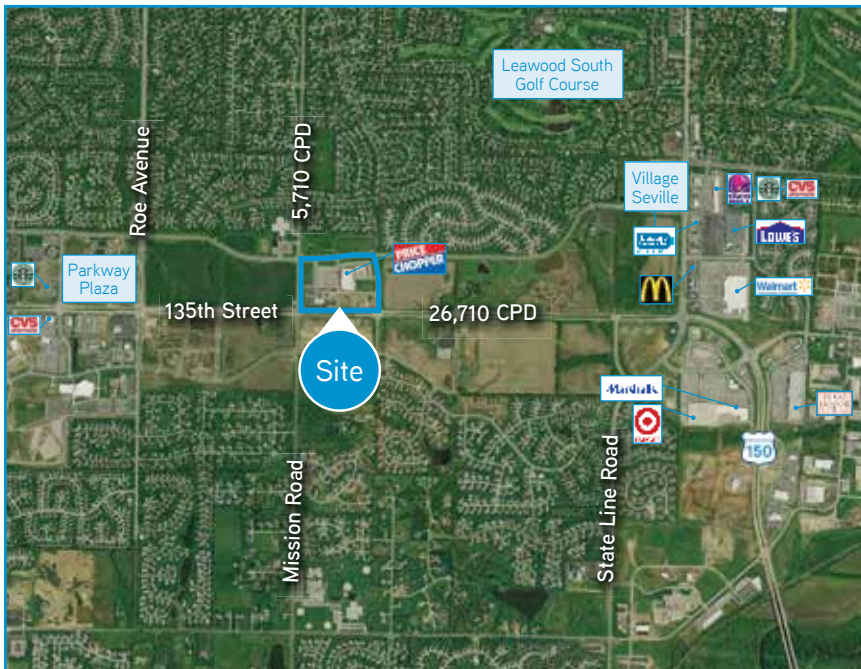 Leawood South
Golf Course
Roe Avenue
5,710 CPD
Village
Seville
CVS
LOWE'S
PRICE
CHOPPER
Parkway
Plaza
Walmart
135th Street
26,710 CPD
CVS
Site
Marshalls
TARGET
150
Mission Road
State Line Road